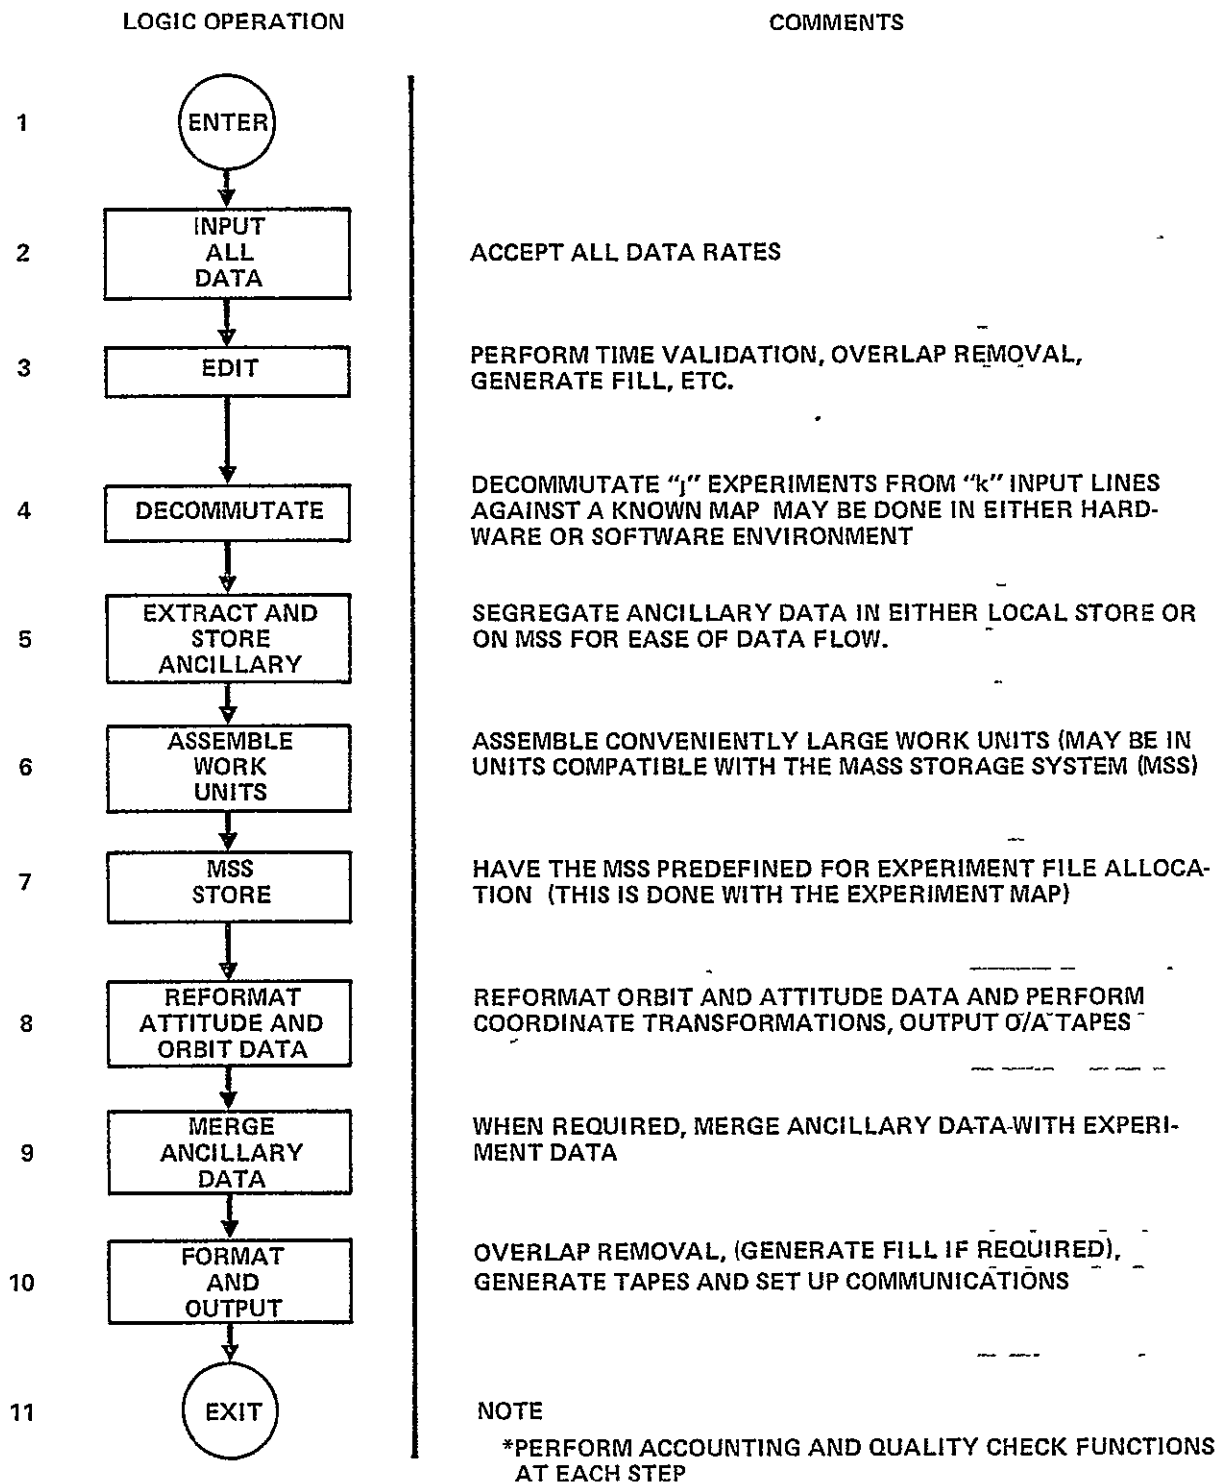 LOGIC OPERATION
COMMENTS
1
ENTER
2
INPUT
ALL
DATA
ACCEPT ALL DATA RATES
3
EDIT
PERFORM TIME VALIDATION, OVERLAP REMOVAL,
GENERATE FILL, ETC.
4
DECOMMUTATE
DECOMMUTATE "j" EXPERIMENTS FROM "k" INPUT LINES
AGAINST A KNOWN MAP MAY BE DONE IN EITHER HARD-
WARE OR SOFTWARE ENVIRONMENT
5
EXTRACT AND
STORE
ANCILLARY
SEGREGATE ANCILLARY DATA IN EITHER LOCAL STORE OR
ON MSS FOR EASE OF DATA FLOW.
6
ASSEMBLE
WORK
UNITS
ASSEMBLE CONVENIENTLY LARGE WORK UNITS (MAY BE IN
UNITS COMPATIBLE WITH THE MASS STORAGE SYSTEM (MSS)
7
MSS
STORE
HAVE THE MSS PREDEFINED FOR EXPERIMENT FILE ALLOCA-
TION (THIS IS DONE WITH THE EXPERIMENT MAP)
8
REFORMAT
ATTITUDE AND
ORBIT DATA
REFORMAT ORBIT AND ATTITUDE DATA AND PERFORM
COORDINATE TRANSFORMATIONS, OUTPUT O/A TAPES
9
MERGE
ANCILLARY
DATA
WHEN REQUIRED, MERGE ANCILLARY DATA WITH EXPERI-
MENT DATA
10
FORMAT
AND
OUTPUT
OVERLAP REMOVAL, (GENERATE FILL IF REQUIRED),
GENERATE TAPES AND SET UP COMMUNICATIONS
11
EXIT
NOTE
*PERFORM ACCOUNTING AND QUALITY CHECK FUNCTIONS
AT EACH STEP